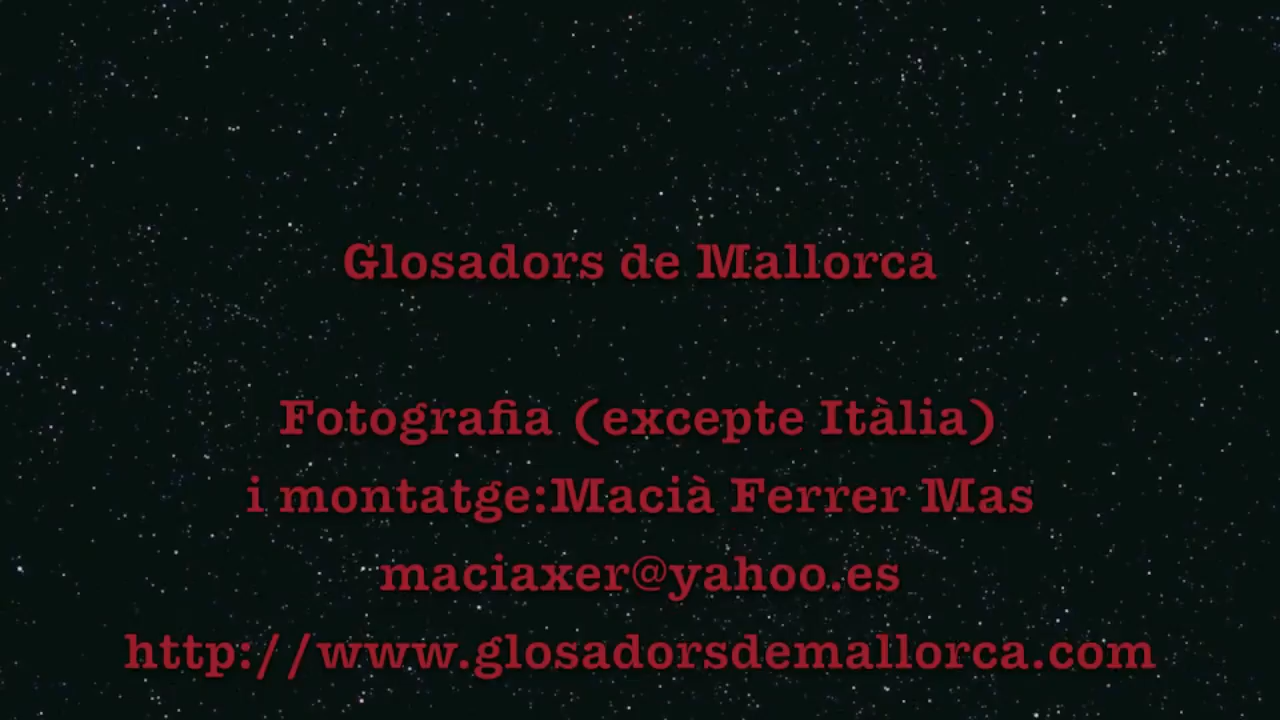 Glosadors de Mallorca
Fotografia (excepte Itàlia)
i montatge:Macià Ferrer Mas
maciaxer@yahoo.es
http://www.glosadorsdemallorca.com